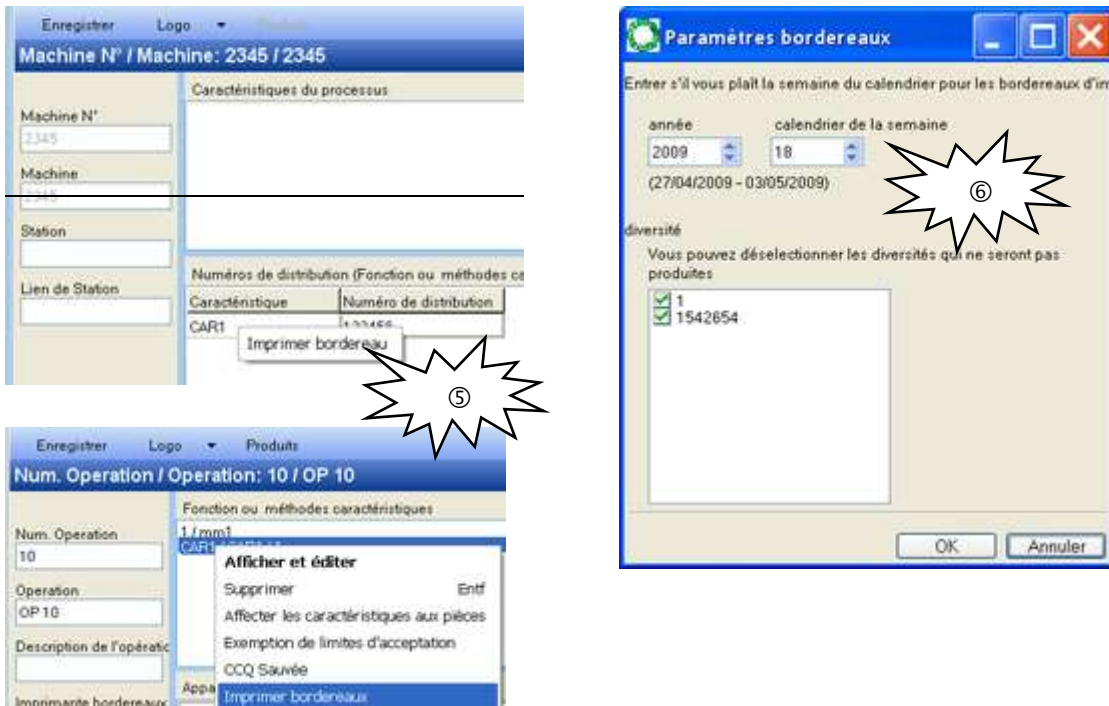 Enregistrer Logo
Machine N° / Machine: 2345 / 2345
Caractéristiques du processus
Machine N°
2345
Machine
2345
Station
Lien de Station
Numéros de distribution (Fonction ou méthodes ca
Caractéristique Numéro de distribution
CAR1 123456
Imprimer bordereau
⑤
Enregistrer Logo Produits
Num. Operation / Operation: 10 / OP 10
Fonction ou méthodes caractéristiques
1 / mm1
Num. Operation
10
Operation
OP 10
Description de l'opératio
Imprimante bordereaux
Afficher et éditer
Supprimer Entf
Affecter les caractéristiques aux pièces
Exemption de limites d'acceptation
CCQ Sauvée
Imprimer bordereaux
Appa
Paramètres bordereaux
Entrer s'il vous plaît la semaine du calendrier pour les bordereaux d'im
année calendrier de la semaine
2009 18
(27/04/2009 - 03/05/2009)
⑥
diversité
Vous pouvez déselectionner les diversités qui ne seront pas
produites
1
1542654
OK Annuler